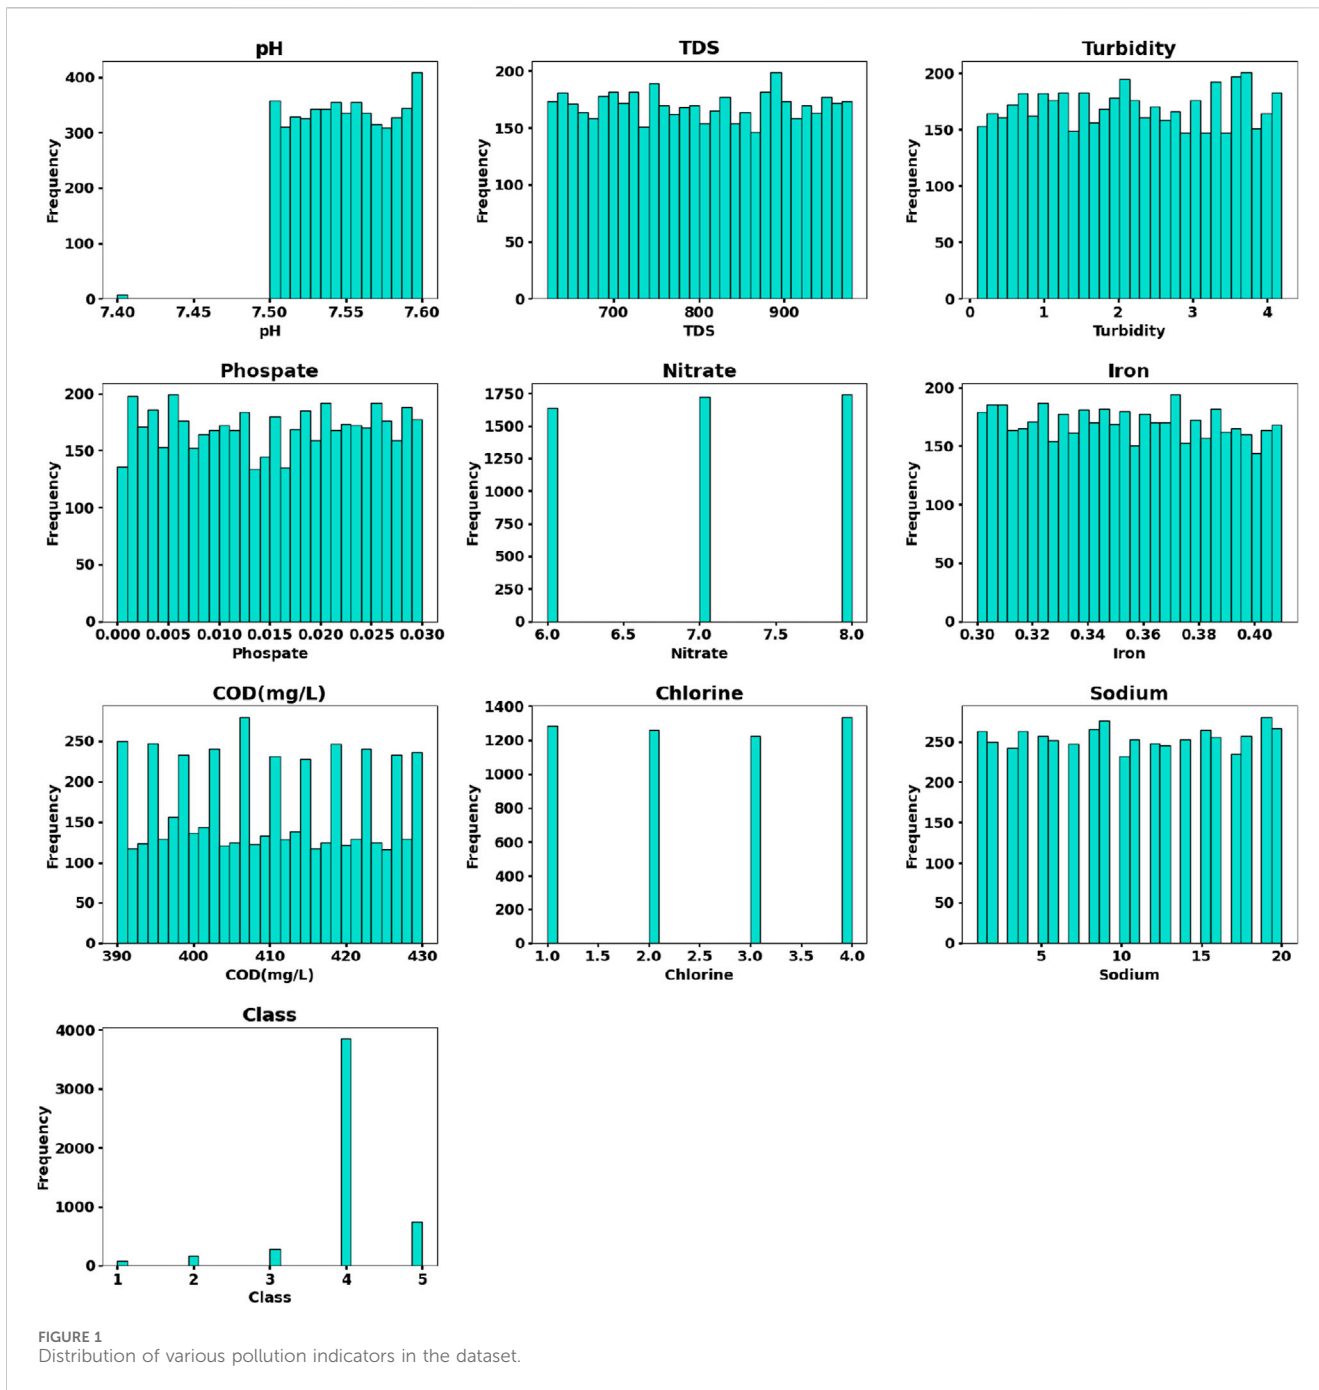 pH
Frequency
400
300
200
100
0
7.40 7.45 7.50 7.55 7.60
pH
TDS
Frequency
200
150
100
50
0
700 800 900
TDS
Turbidity
Frequency
200
150
100
50
0
0 1 2 3 4
Turbidity
Phospate
Frequency
200
150
100
50
0
0.000 0.005 0.010 0.015 0.020 0.025 0.030
Phospate
Nitrate
Frequency
1750
1500
1250
1000
750
500
250
0
6.0 6.5 7.0 7.5 8.0
Nitrate
Iron
Frequency
200
150
100
50
0
0.30 0.32 0.34 0.36 0.38 0.40
Iron
COD(mg/L)
Frequency
250
200
150
100
50
0
390 400 410 420 430
COD(mg/L)
Chlorine
Frequency
1400
1200
1000
800
600
400
200
0
1.0 1.5 2.0 2.5 3.0 3.5 4.0
Chlorine
Sodium
Frequency
250
200
150
100
50
0
5 10 15 20
Sodium
Class
Frequency
4000
3000
2000
1000
0
1 2 3 4 5
Class
FIGURE 1
Distribution of various pollution indicators in the dataset.